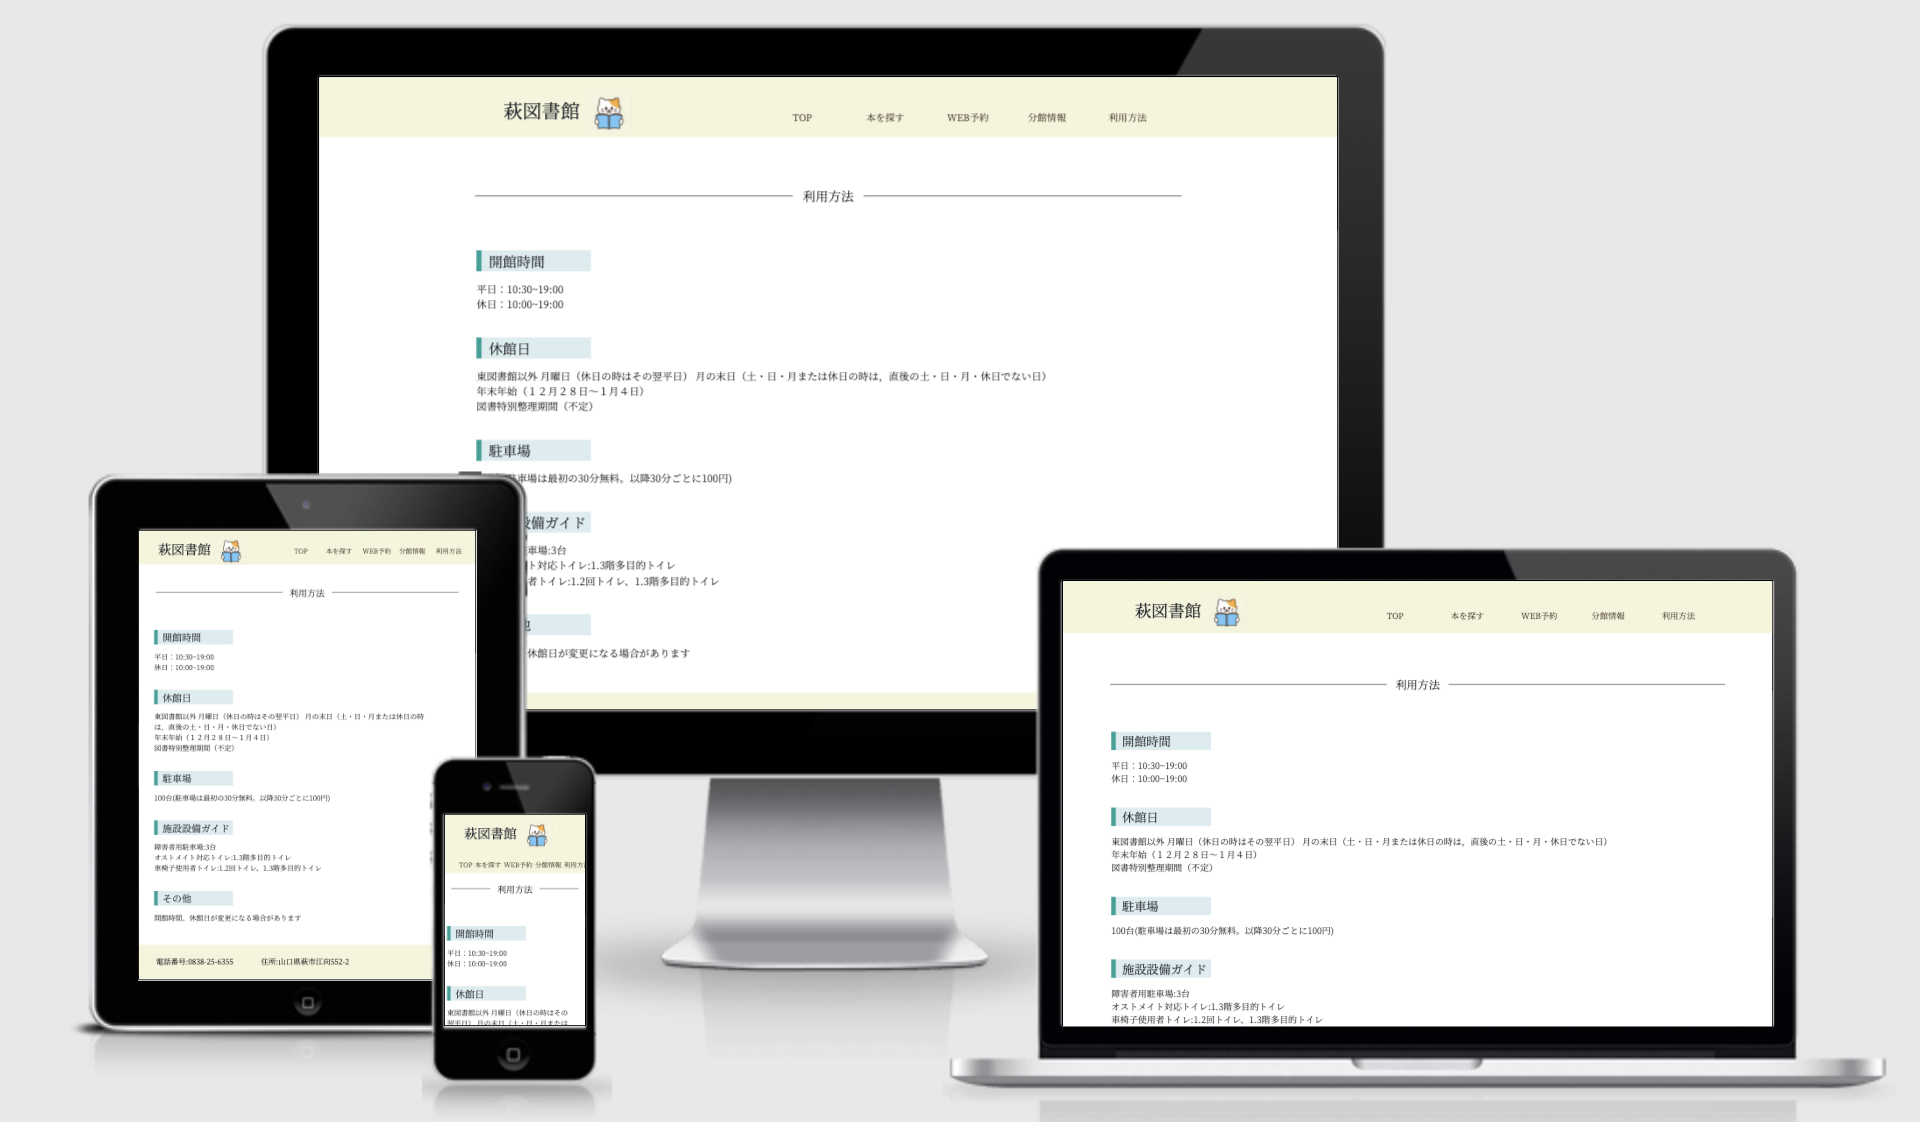 萩図書館
TOP 本を探す WEB予約 分館情報 利用方法
利用方法
開館時間
平日：10:30~19:00
休日：10:00~19:00
休館日
東図書館以外 月曜日（休日の時はその翌平日） 月の末日（土・日・月または休日の時は，直後の土・日・月・休日でない日）
年末年始（１２月２８日～１月４日）
図書特別整理期間（不定）
駐車場
車場は最初の30分無料。以降30分ごとに100円)
設備ガイド
車場:3台
ト対応トイレ:1.3階多目的トイレ
者トイレ:1.2回トイレ、1.3階多目的トイレ
休館日が変更になる場合があります
萩図書館
TOP 本を探す WEB予約 分館情報 利用方法
利用方法
開館時間
平日：10:30~19:00
休日：10:00~19:00
休館日
東図書館以外 月曜日（休日の時はその翌平日） 月の末日（土・日・月または休日の時
は，直後の土・日・月・休日でない日）
年末年始（１２月２８日～１月４日）
図書特別整理期間（不定）
駐車場
100台(駐車場は最初の30分無料。以降30分ごとに100円)
施設設備ガイド
障害者用駐車場:3台
オストメイト対応トイレ:1.3階多目的トイレ
車椅子使用者トイレ:1.2回トイレ、1.3階多目的トイレ
その他
開館時間、休館日が変更になる場合があります
電話番号:0838-25-6355 住所:山口県萩市江向552-2
萩図書館
TOP 本を探す WEB予約 分館情報 利用方
利用方法
開館時間
平日：10:30~19:00
休日：10:00~19:00
休館日
東図書館以外 月曜日（休日の時はその
翌平日） 月の末日（土・日・月または
萩図書館
TOP 本を探す WEB予約 分館情報 利用方法
利用方法
開館時間
平日：10:30~19:00
休日：10:00~19:00
休館日
東図書館以外 月曜日（休日の時はその翌平日） 月の末日（土・日・月または休日の時は，直後の土・日・月・休日でない日）
年末年始（１２月２８日～１月４日）
図書特別整理期間（不定）
駐車場
100台(駐車場は最初の30分無料。以降30分ごとに100円)
施設設備ガイド
障害者用駐車場:3台
オストメイト対応トイレ:1.3階多目的トイレ
車椅子使用者トイレ:1.2回トイレ、1.3階多目的トイレ